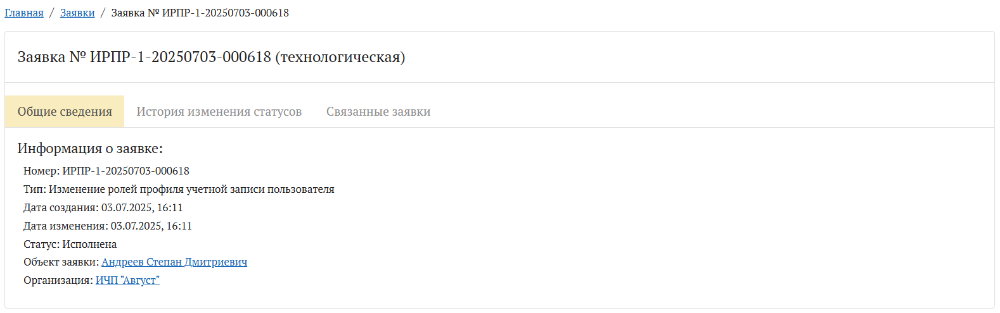 Главная / Заявки / Заявка № ИРПР-1-20250703-000618
Заявка № ИРПР-1-20250703-000618 (технологическая)
Общие сведения История изменения статусов Связанные заявки
Информация о заявке:
Номер: ИРПР-1-20250703-000618
Тип: Изменение ролей профиля учетной записи пользователя
Дата создания: 03.07.2025, 16:11
Дата изменения: 03.07.2025, 16:11
Статус: Исполнена
Объект заявки: Андреев Степан Дмитриевич
Организация: ИЧП "Август"